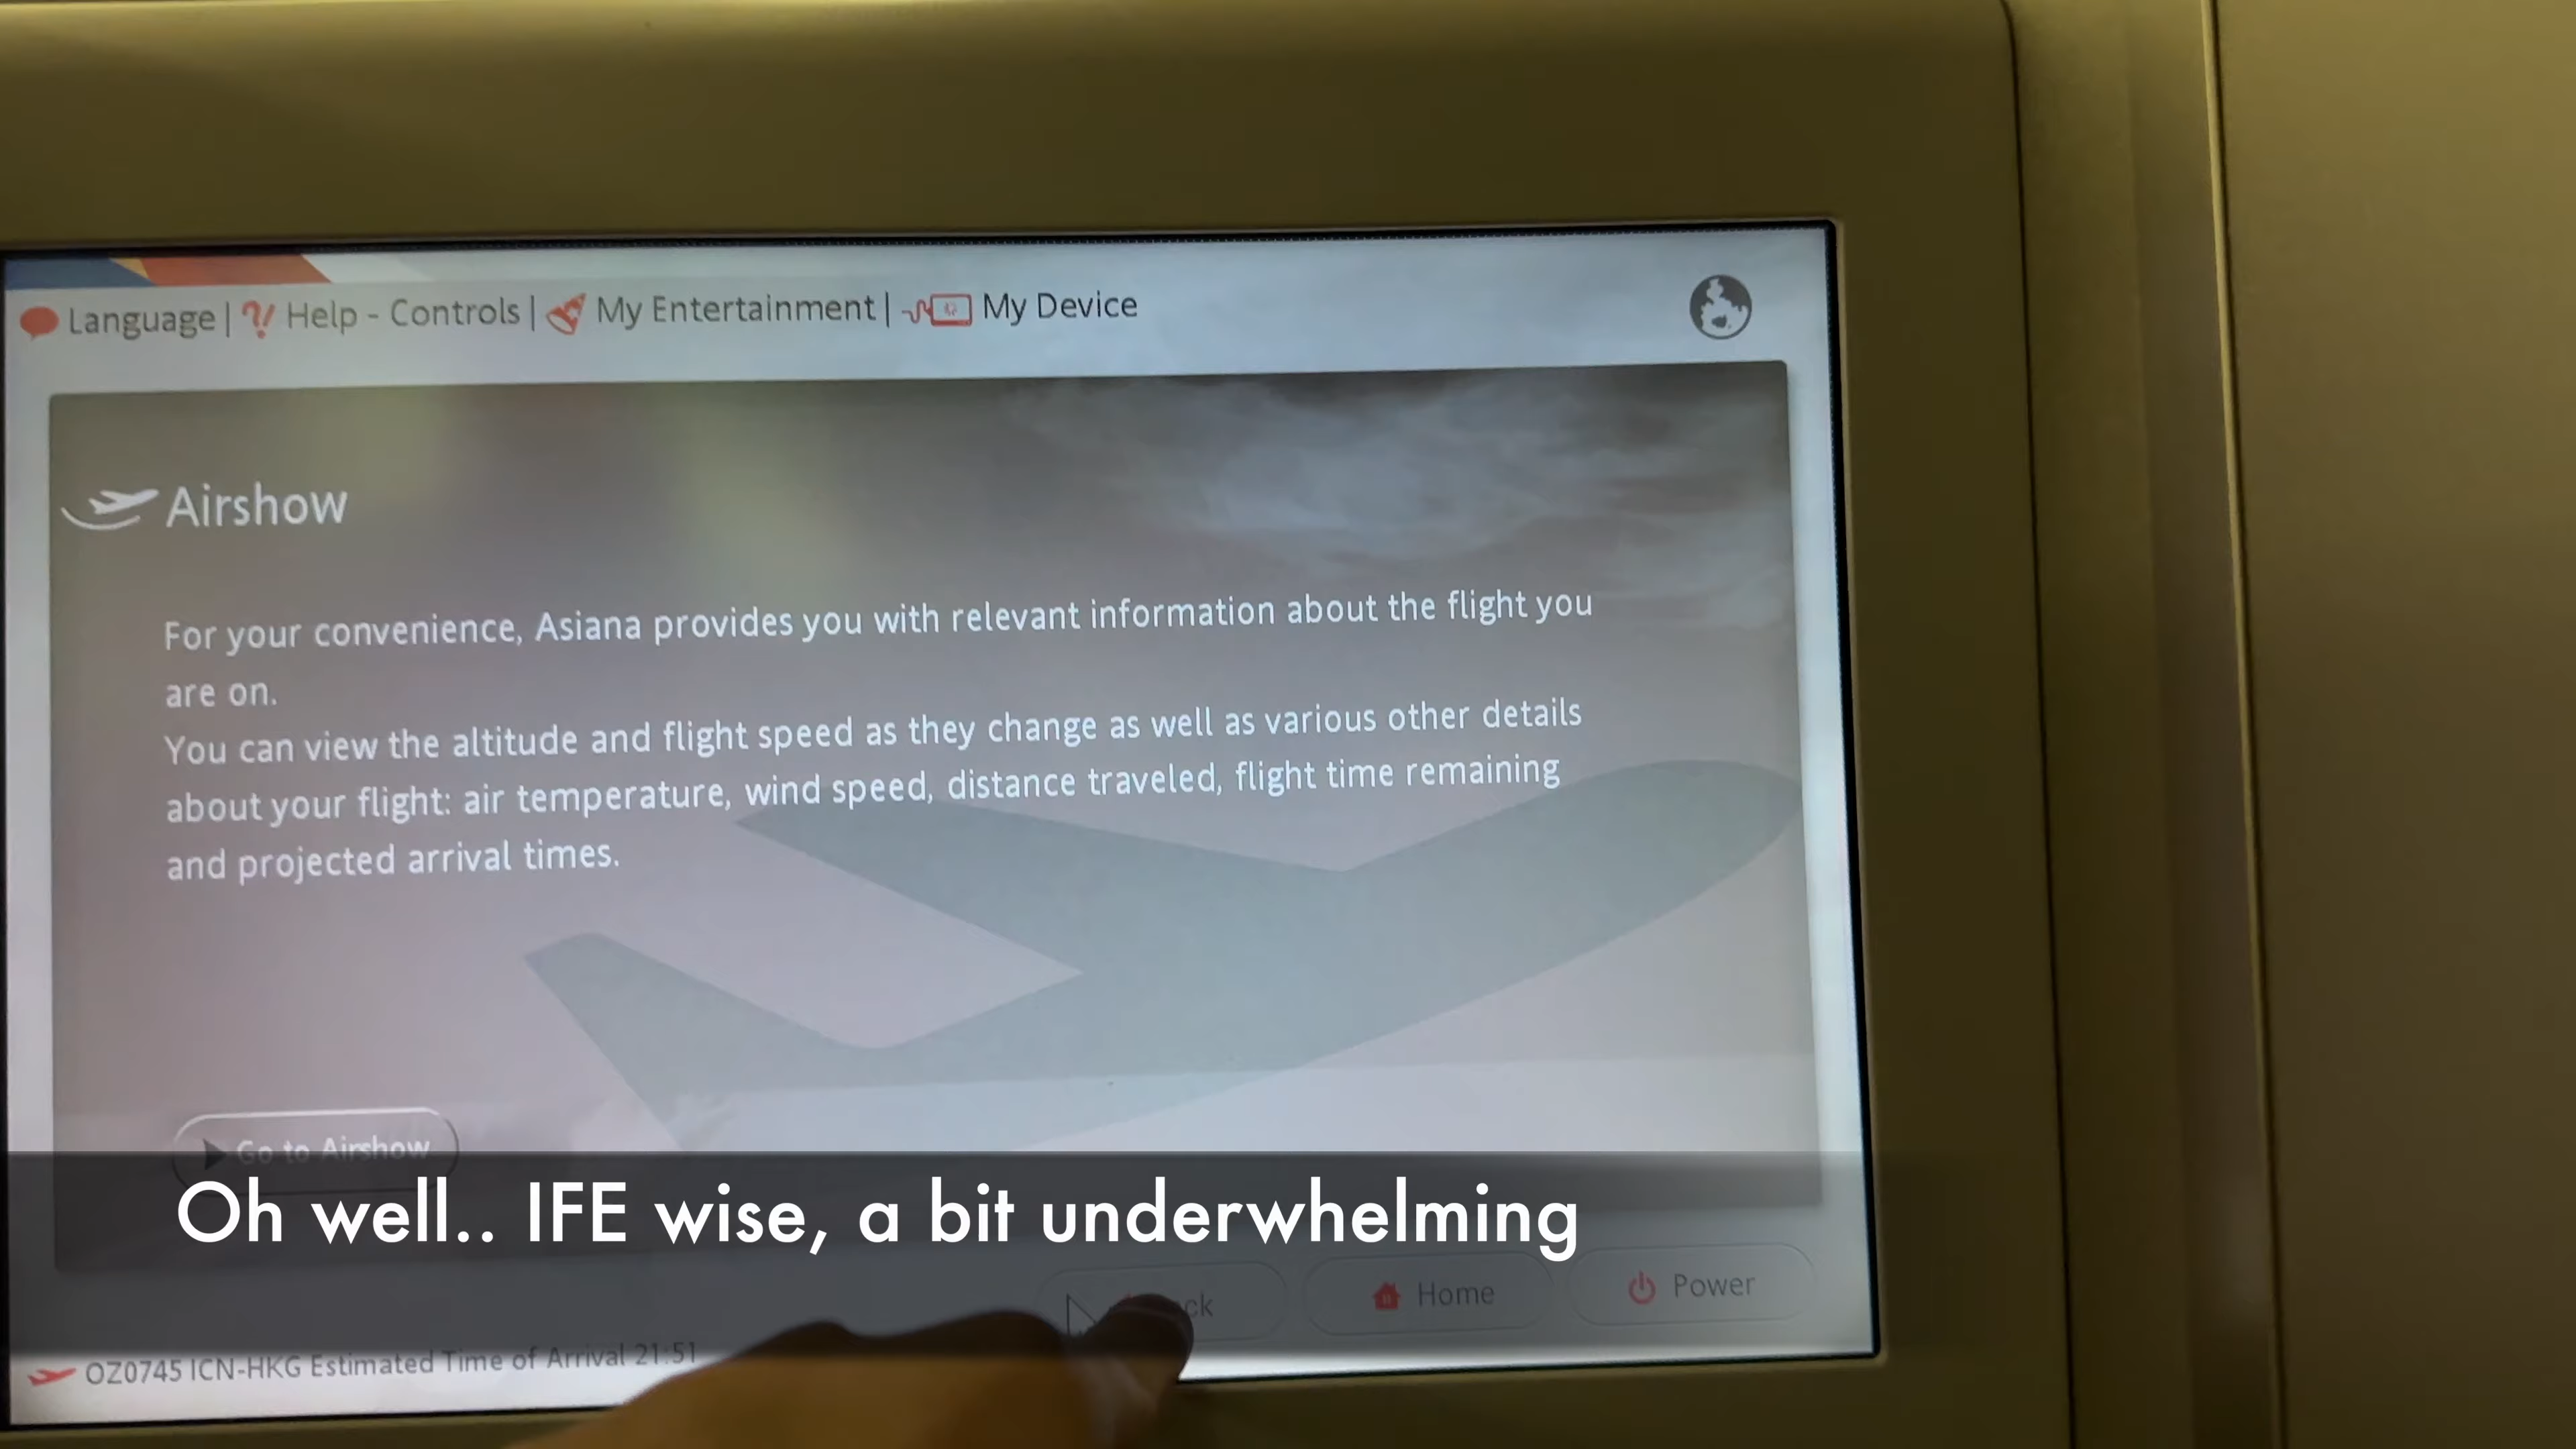 Language | Help - Controls | My Entertainment | My Device
Airshow
For your convenience, Asiana provides you with relevant information about the flight you
are on.
You can view the altitude and flight speed as they change as well as various other details
about your flight: air temperature, wind speed, distance traveled, flight time remaining
and projected arrival times.
Go to Airshow
Oh well.. IFE wise, a bit underwhelming
Home Power
OZ0745 ICN-HKG Estimated Time of Arrival 21:51